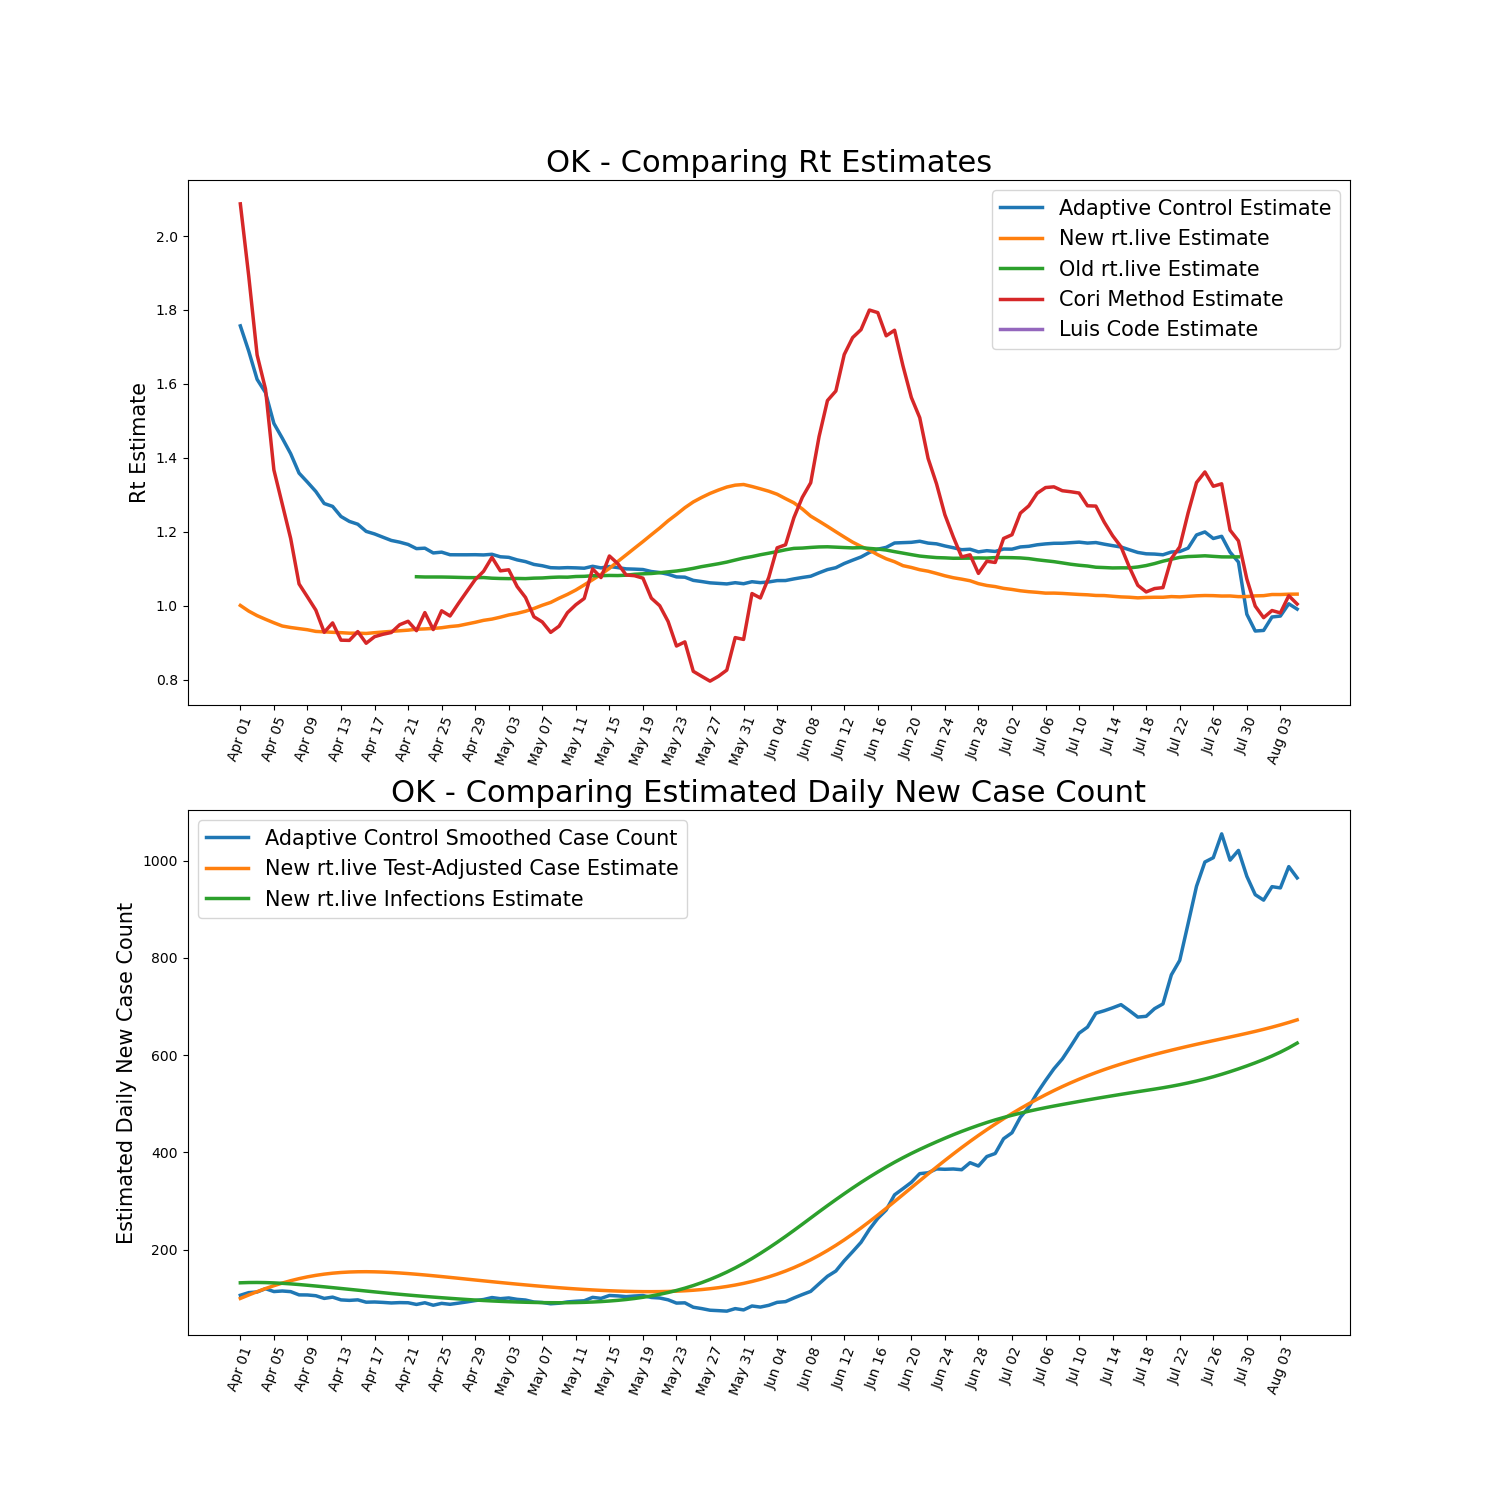 OK - Comparing Rt Estimates
Adaptive Control Estimate
New rt.live Estimate
Old rt.live Estimate
Cori Method Estimate
Luis Code Estimate
Rt Estimate
2.0
1.8
1.6
1.4
1.2
1.0
0.8
Apr 01 Apr 05 Apr 09 Apr 13 Apr 17 Apr 21 Apr 25 Apr 29 May 03 May 07 May 11 May 15 May 19 May 23 May 27 May 31 Jun 04 Jun 08 Jun 12 Jun 16 Jun 20 Jun 24 Jun 28 Jul 02 Jul 06 Jul 10 Jul 14 Jul 18 Jul 22 Jul 26 Jul 30 Aug 03
OK - Comparing Estimated Daily New Case Count
Adaptive Control Smoothed Case Count
New rt.live Test-Adjusted Case Estimate
New rt.live Infections Estimate
Estimated Daily New Case Count
1000
800
600
400
200
Apr 01 Apr 05 Apr 09 Apr 13 Apr 17 Apr 21 Apr 25 Apr 29 May 03 May 07 May 11 May 15 May 19 May 23 May 27 May 31 Jun 04 Jun 08 Jun 12 Jun 16 Jun 20 Jun 24 Jun 28 Jul 02 Jul 06 Jul 10 Jul 14 Jul 18 Jul 22 Jul 26 Jul 30 Aug 03